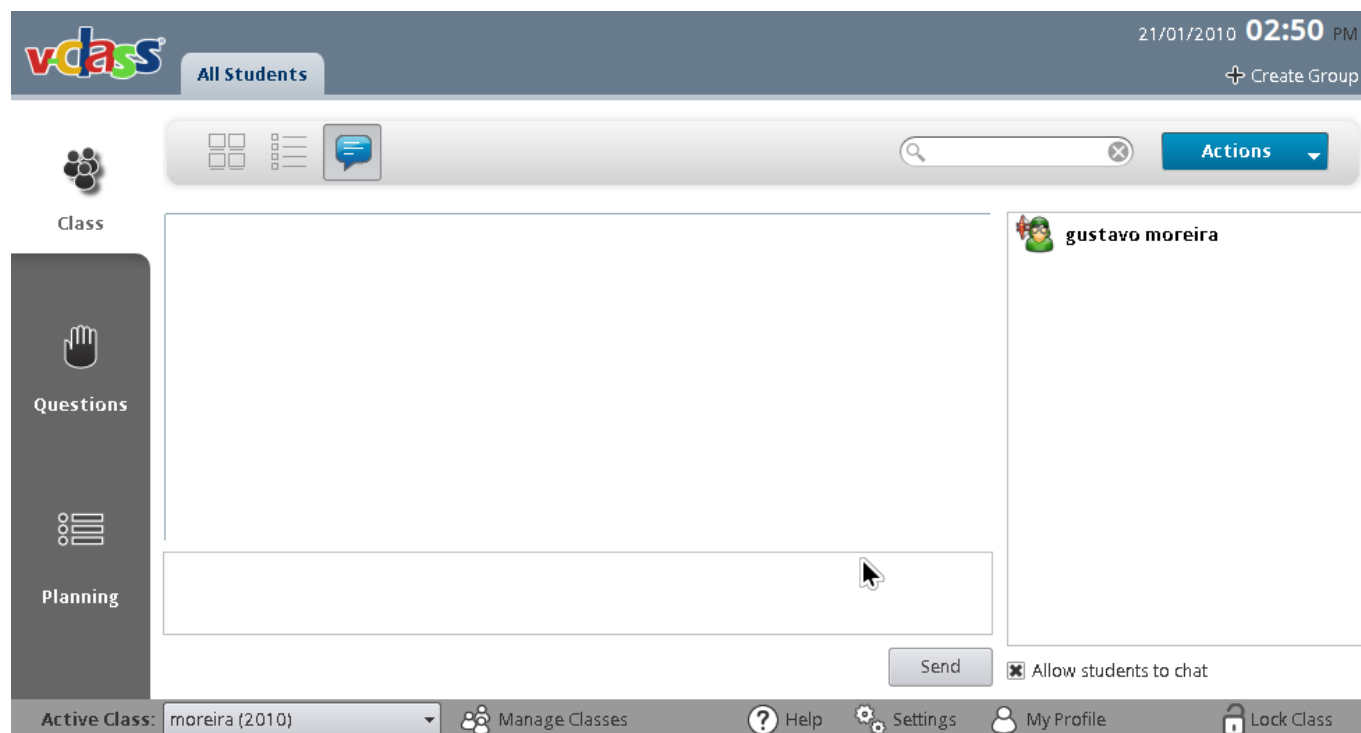 v-class
21/01/2010 02:50 PM
All Students
Create Group
Actions
Class
gustavo moreira
Questions
Planning
Send
Allow students to chat
Active Class: moreira (2010) Manage Classes Help Settings My Profile Lock Class